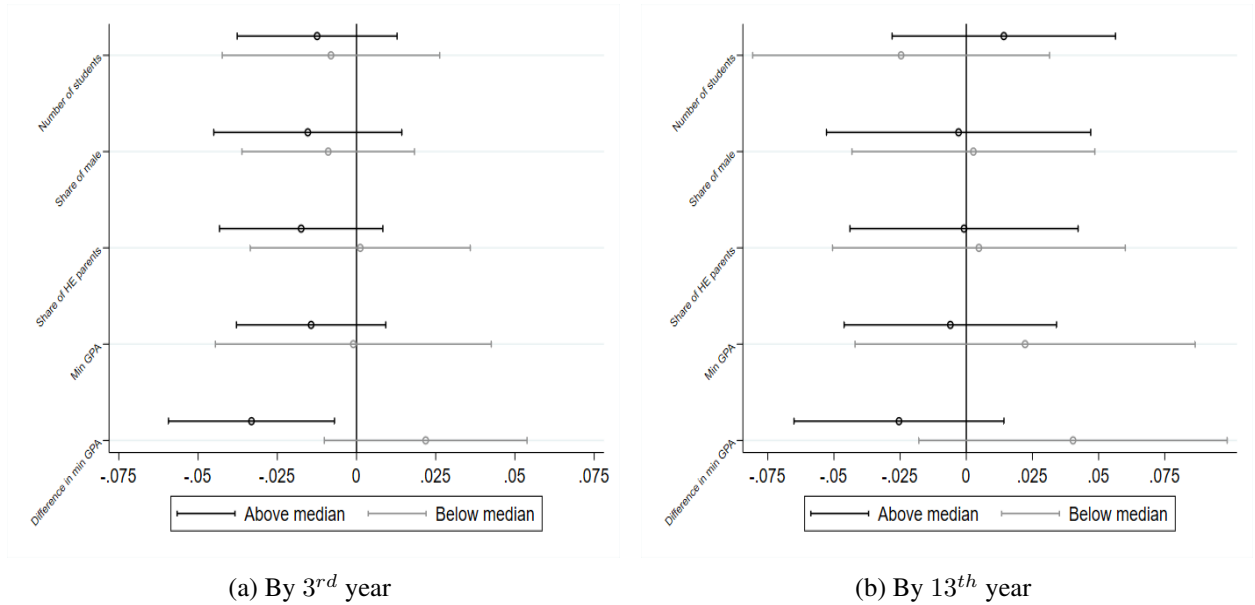 Number of students
Share of male
Share of HE parents
Min GPA
Difference in min GPA
-.075 -.05 -.025 0 .025 .05 .075
Above median Below median
(a) By 3rd year
Number of students
Share of male
Share of HE parents
Min GPA
Difference in min GPA
-.075 -.05 -.025 0 .025 .05 .075
Above median Below median
(b) By 13th year